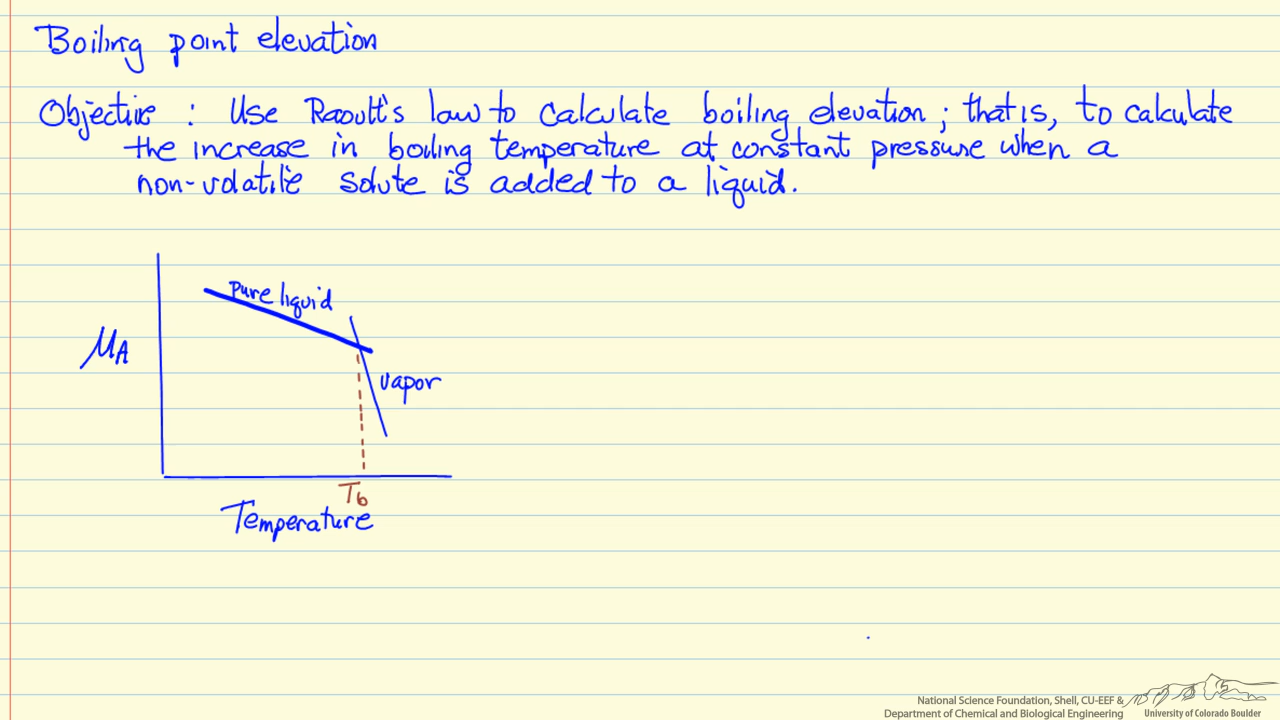 Boiling point elevation
Objective : Use Raoult's law to calculate boiling elevation ; that is, to calculate
the increase in boiling temperature at constant pressure when a
non-volatile solute is added to a liquid.
Pure liquid
μA
vapor
Tb
Temperature
National Science Foundation, Shell, CU-EEF &
Department of Chemical and Biological Engineering
University of Colorado Boulder